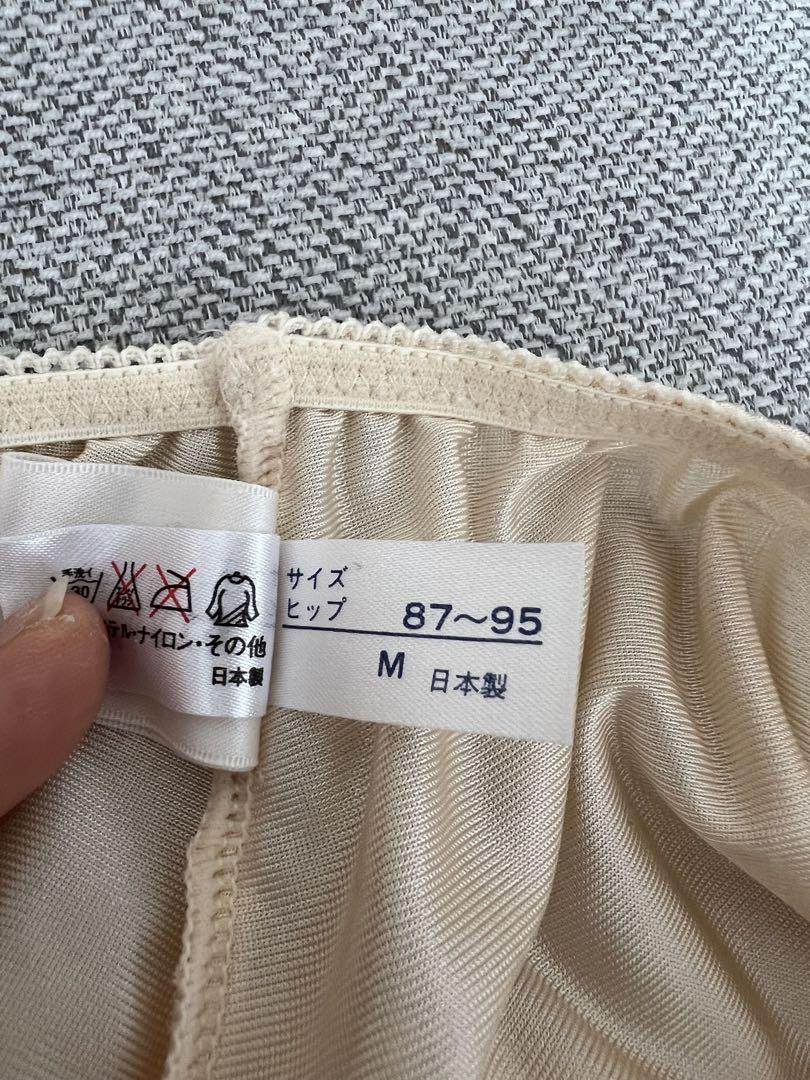 手洗イ
30
テル・ナイロン・その他
日本製
サイズ
ヒップ 87〜95
M 日本製